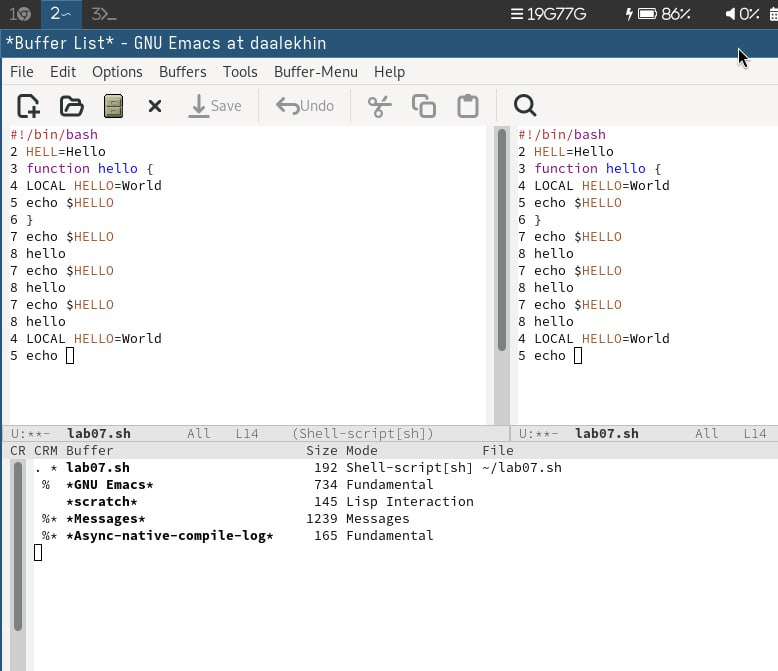 1 2 3 19G77G 86% 0%
*Buffer List* - GNU Emacs at daalekhin
File Edit Options Buffers Tools Buffer-Menu Help
Save Undo
#!/bin/bash
2 HELL=Hello
3 function hello {
4 LOCAL HELLO=World
5 echo $HELLO
6 }
7 echo $HELLO
8 hello
7 echo $HELLO
8 hello
7 echo $HELLO
8 hello
4 LOCAL HELLO=World
5 echo
U:**- lab07.sh All L14 (Shell-script[sh])
#!/bin/bash
2 HELL=Hello
3 function hello {
4 LOCAL HELLO=World
5 echo $HELLO
6 }
7 echo $HELLO
8 hello
7 echo $HELLO
8 hello
7 echo $HELLO
8 hello
4 LOCAL HELLO=World
5 echo
U:**- lab07.sh All L14
CR CRM Buffer Size Mode File
. * lab07.sh 192 Shell-script[sh] ~/lab07.sh
% *GNU Emacs* 734 Fundamental
*scratch* 145 Lisp Interaction
%* *Messages* 1239 Messages
%* *Async-native-compile-log* 165 Fundamental